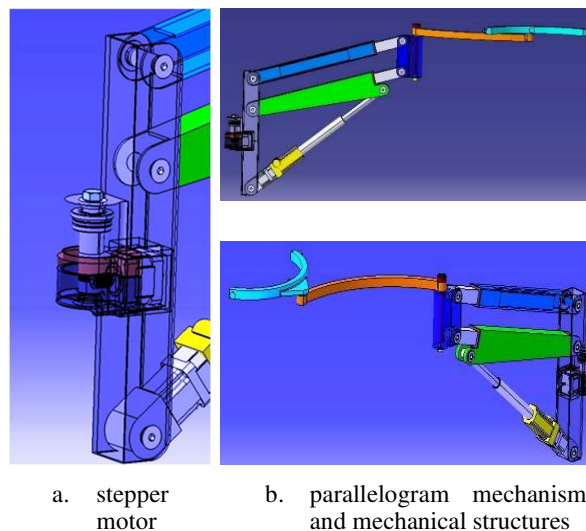 a. stepper
motor
b. parallelogram mechanism
and mechanical structures